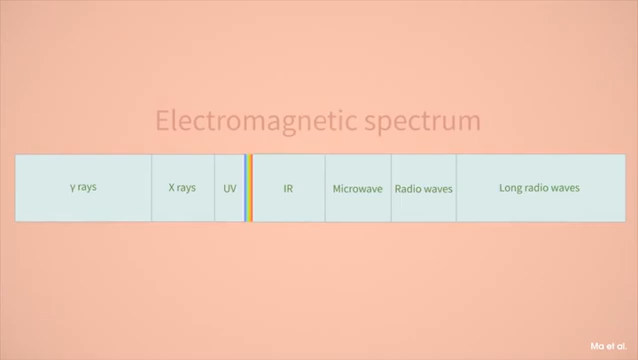 Electromagnetic spectrum
γ rays X rays UV IR Microwave Radio waves Long radio waves
Ma et al.